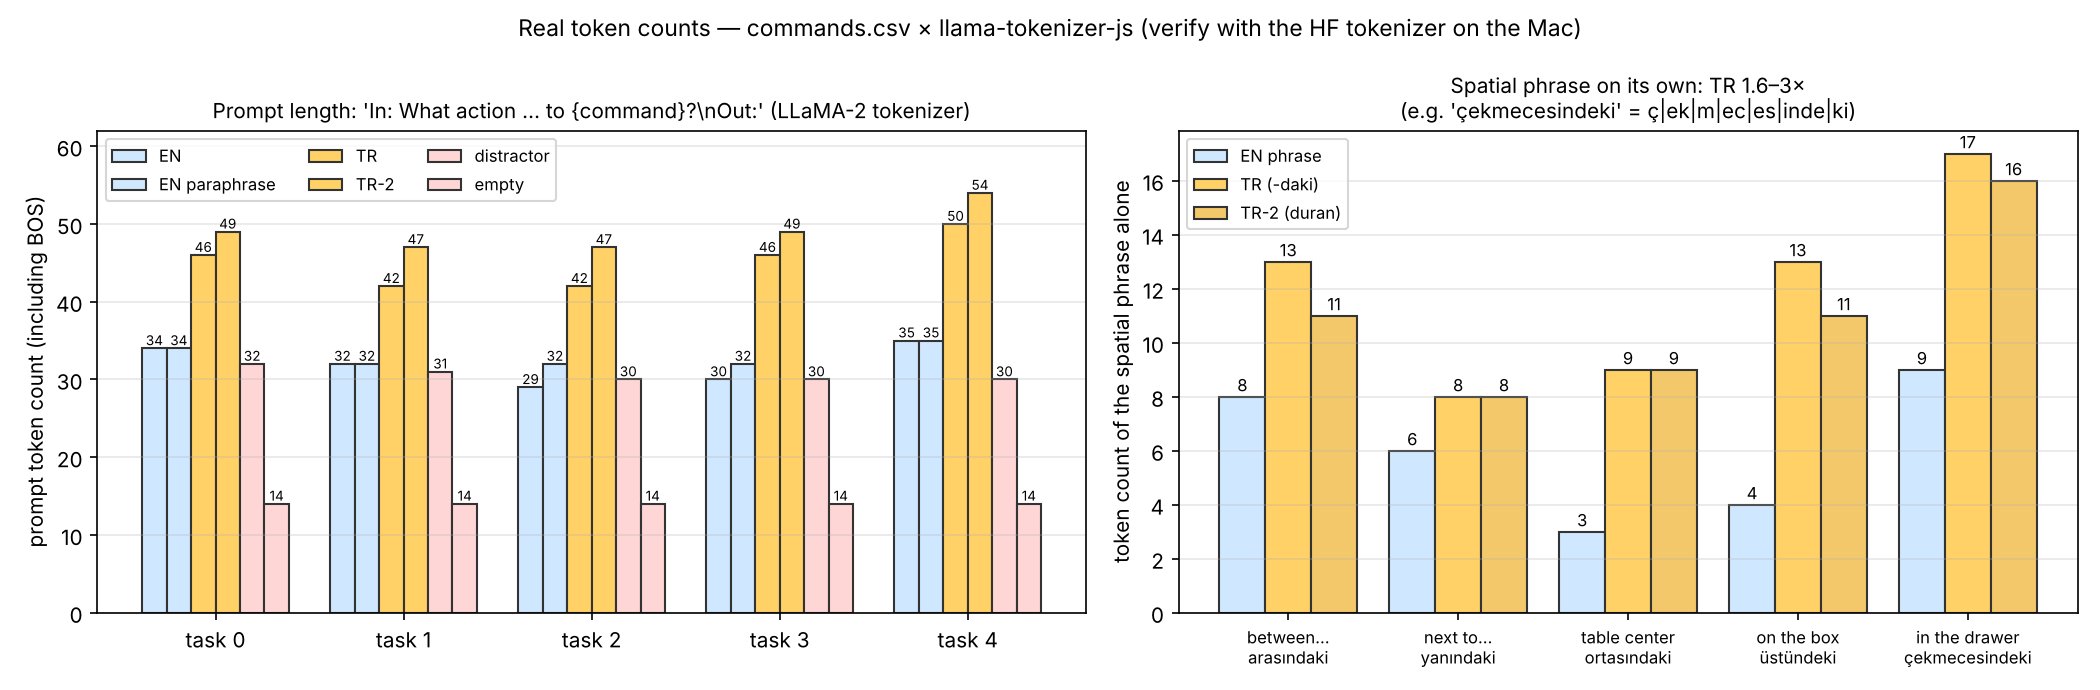 Real token counts — commands.csv × llama-tokenizer-js (verify with the HF tokenizer on the Mac)
Prompt length: 'In: What action ... to {command}?\nOut:' (LLaMA-2 tokenizer)
prompt token count (including BOS)
60
50
40
30
20
10
0
EN
EN paraphrase
TR
TR-2
distractor
empty
34 34 46 49 32 14
32 32 42 47 31 14
29 32 42 47 30 14
30 32 46 49 30 14
35 35 50 54 30 14
task 0 task 1 task 2 task 3 task 4
Spatial phrase on its own: TR 1.6–3×
(e.g. 'çekmecesindeki' = ç|ek|m|ec|es|inde|ki)
token count of the spatial phrase alone
16
14
12
10
8
6
4
2
0
EN phrase
TR (-daki)
TR-2 (duran)
8 13 11
6 8 8
3 9 9
4 13 11
9 17 16
between...
arasındaki
next to...
yanındaki
table center
ortasındaki
on the box
üstündeki
in the drawer
çekmecesindeki